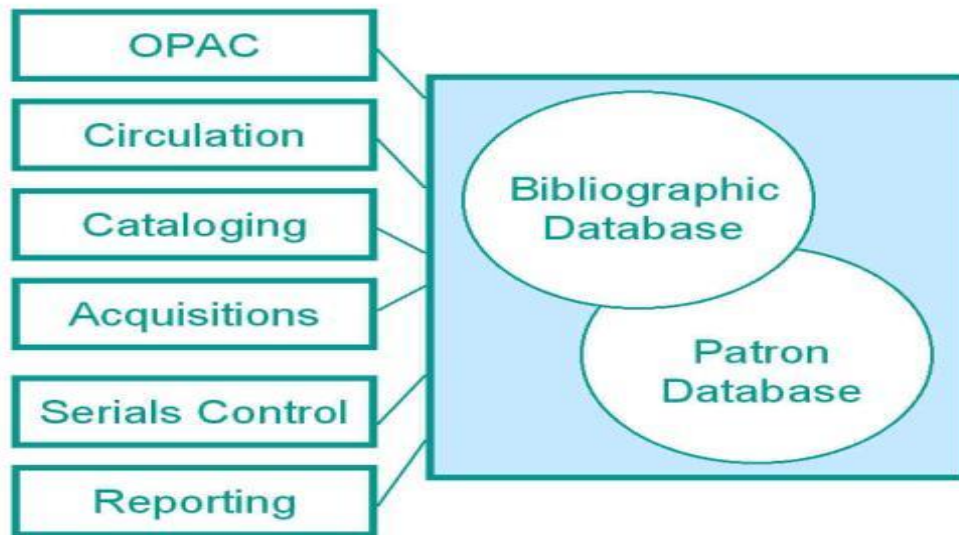 OPAC
Circulation
Cataloging
Acquisitions
Serials Control
Reporting
Bibliographic
Database
Patron
Database